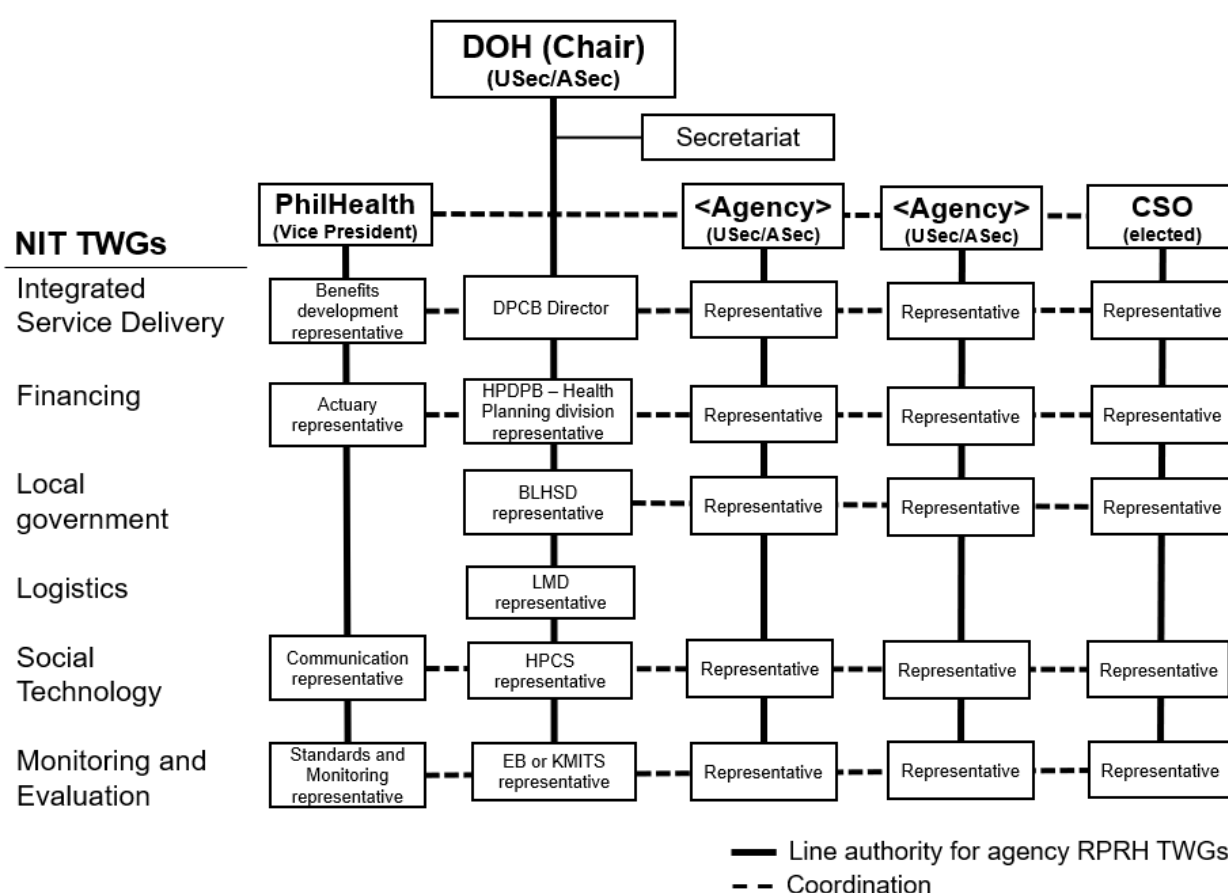 DOH (Chair)
(USec/ASec)
Secretariat
PhilHealth
(Vice President)
<Agency>
(USec/ASec)
<Agency>
(USec/ASec)
CSO
(elected)
NIT TWGs
Integrated
Service Delivery
Benefits
development
representative
DPCB Director
Representative
Representative
Representative
Financing
Actuary
representative
HPDPB – Health
Planning division
representative
Representative
Representative
Representative
Local
government
BLHSD
representative
Representative
Representative
Representative
Logistics
LMD
representative
Social
Technology
Communication
representative
HPCS
representative
Representative
Representative
Representative
Monitoring and
Evaluation
Standards and
Monitoring
representative
EB or KMITS
representative
Representative
Representative
Representative
Line authority for agency RPRH TWGs
Coordination